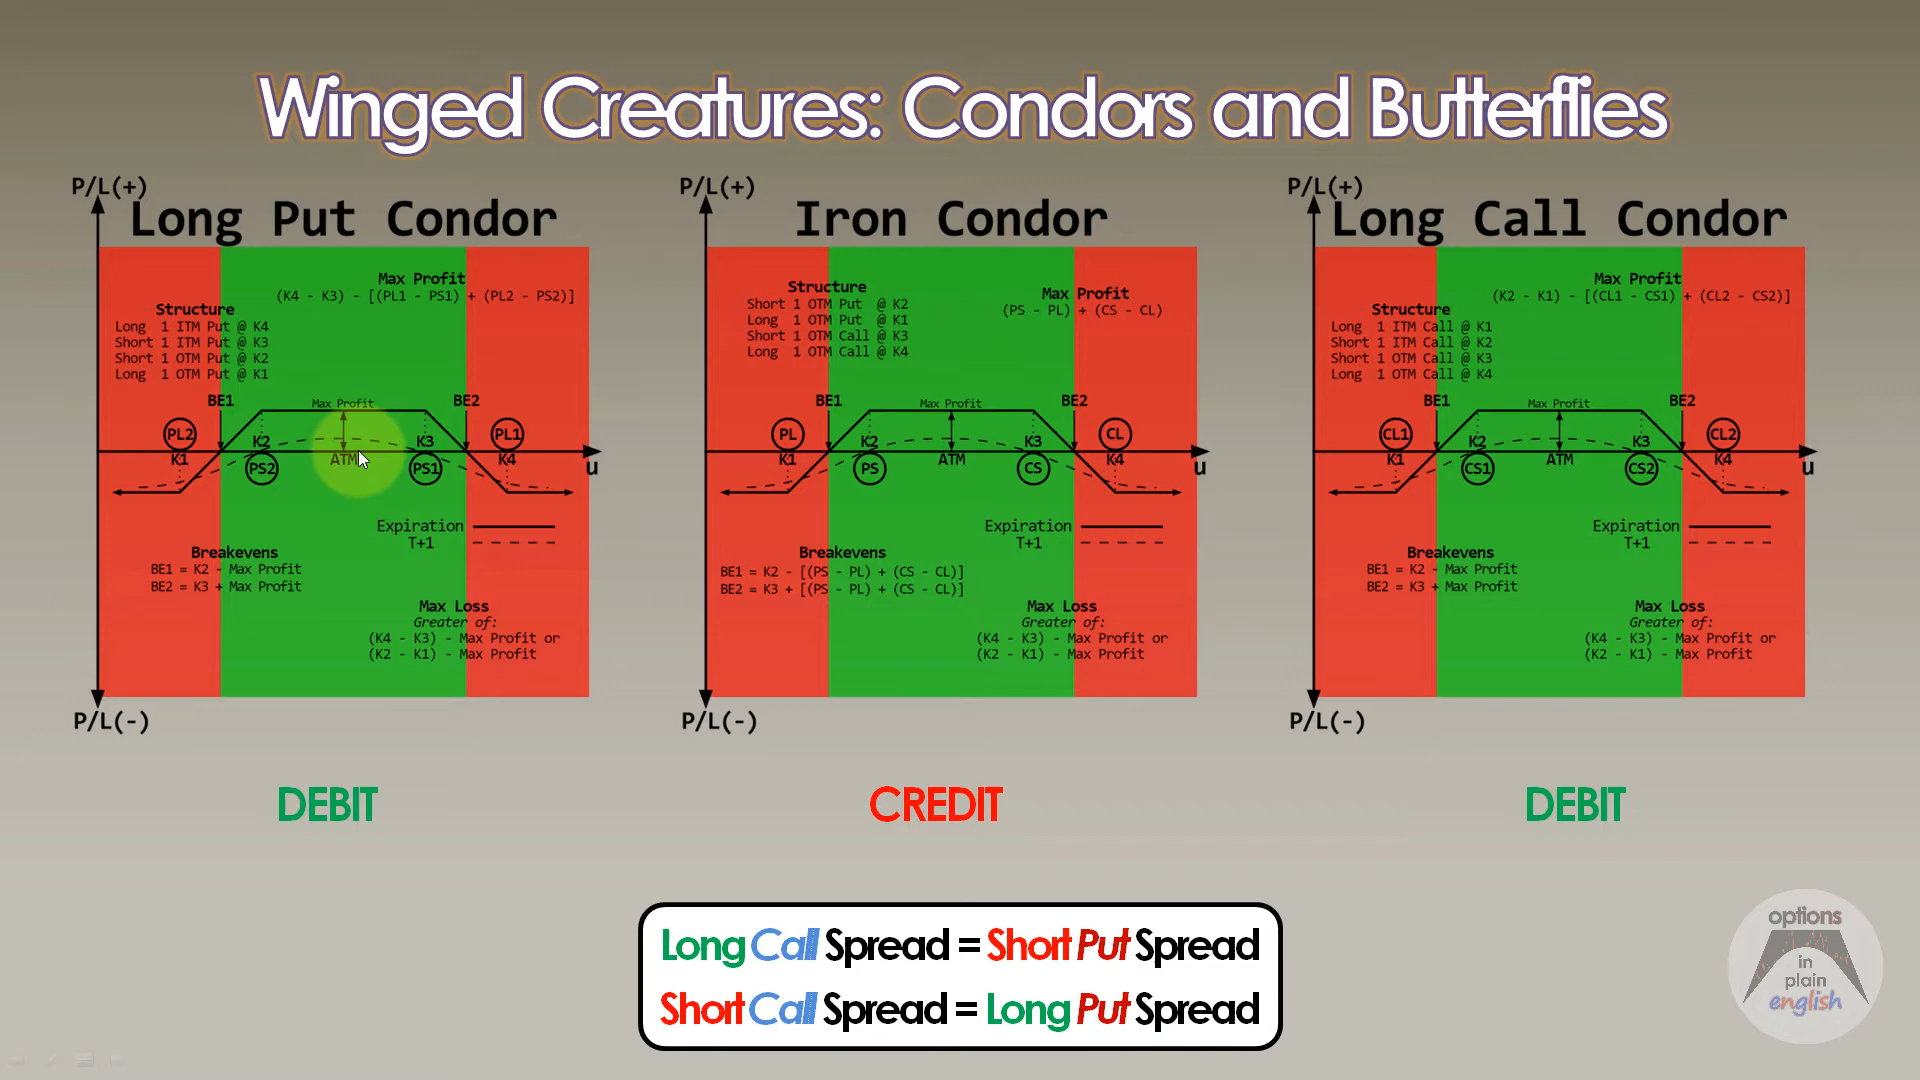 Winged Creatures: Condors and Butterflies
P/L(+)
Long Put Condor
Max Profit
(K4 - K3) - [(PL1 - PS1) + (PL2 - PS2)]
Structure
Long 1 ITM Put @ K4
Short 1 ITM Put @ K3
Short 1 OTM Put @ K2
Long 1 OTM Put @ K1
BE1
Max Profit
BE2
PL2
K2
K3
PL1
K1
ATM
K4
PS2
PS1
u
Expiration
T+1
Breakevens
BE1 = K2 - Max Profit
BE2 = K3 + Max Profit
Max Loss
Greater of:
(K4 - K3) - Max Profit or
(K2 - K1) - Max Profit
P/L(-)
DEBIT
P/L(+)
Iron Condor
Structure
Short 1 OTM Put @ K2
Long 1 OTM Put @ K1
Short 1 OTM Call @ K3
Long 1 OTM Call @ K4
Max Profit
(PS - PL) + (CS - CL)
BE1
Max Profit
BE2
PL
K2
K3
CL
K1
ATM
K4
PS
CS
u
Expiration
T+1
Breakevens
BE1 = K2 - [(PS - PL) + (CS - CL)]
BE2 = K3 + [(PS - PL) + (CS - CL)]
Max Loss
Greater of:
(K4 - K3) - Max Profit or
(K2 - K1) - Max Profit
P/L(-)
CREDIT
P/L(+)
Long Call Condor
Max Profit
(K2 - K1) - [(CL1 - CS1) + (CL2 - CS2)]
Structure
Long 1 ITM Call @ K1
Short 1 ITM Call @ K2
Short 1 OTM Call @ K3
Long 1 OTM Call @ K4
BE1
Max Profit
BE2
CL1
K2
K3
CL2
K1
ATM
K4
CS1
CS2
u
Expiration
T+1
Breakevens
BE1 = K2 - Max Profit
BE2 = K3 + Max Profit
Max Loss
Greater of:
(K4 - K3) - Max Profit or
(K2 - K1) - Max Profit
P/L(-)
DEBIT
Long Call Spread = Short Put Spread
Short Call Spread = Long Put Spread
options
in
plain
english